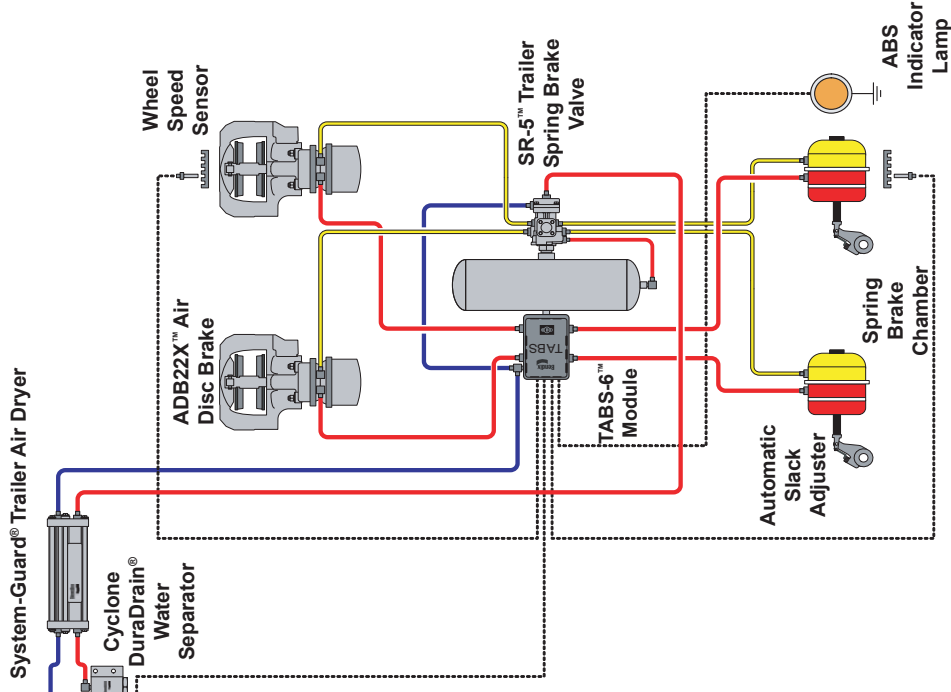 System-Guard® Trailer Air Dryer
Cyclone
DuraDrain®
Water
Separator
ADB22X™ Air
Disc Brake
Wheel
Speed
Sensor
SR-5™ Trailer
Spring Brake
Valve
TABS
TABS-6™
Module
Automatic
Slack
Adjuster
Spring
Brake
Chamber
ABS
Indicator
Lamp